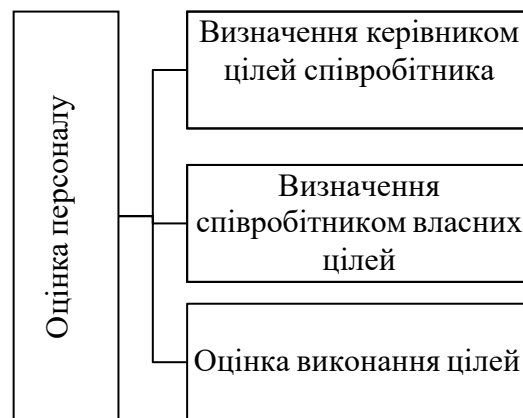 Оцінка персоналу
Визначення керівником
цілей співробітника
Визначення
співробітником власних
цілей
Оцінка виконання цілей